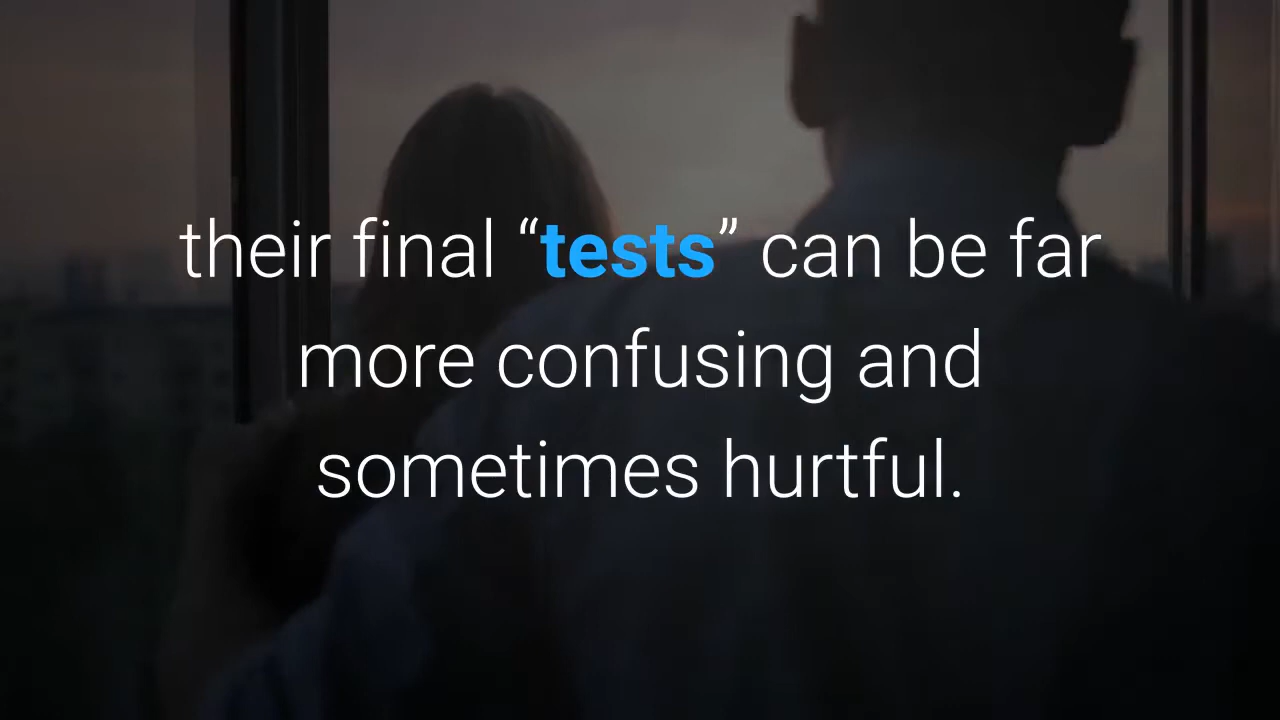 their final “tests” can be far
more confusing and
sometimes hurtful.